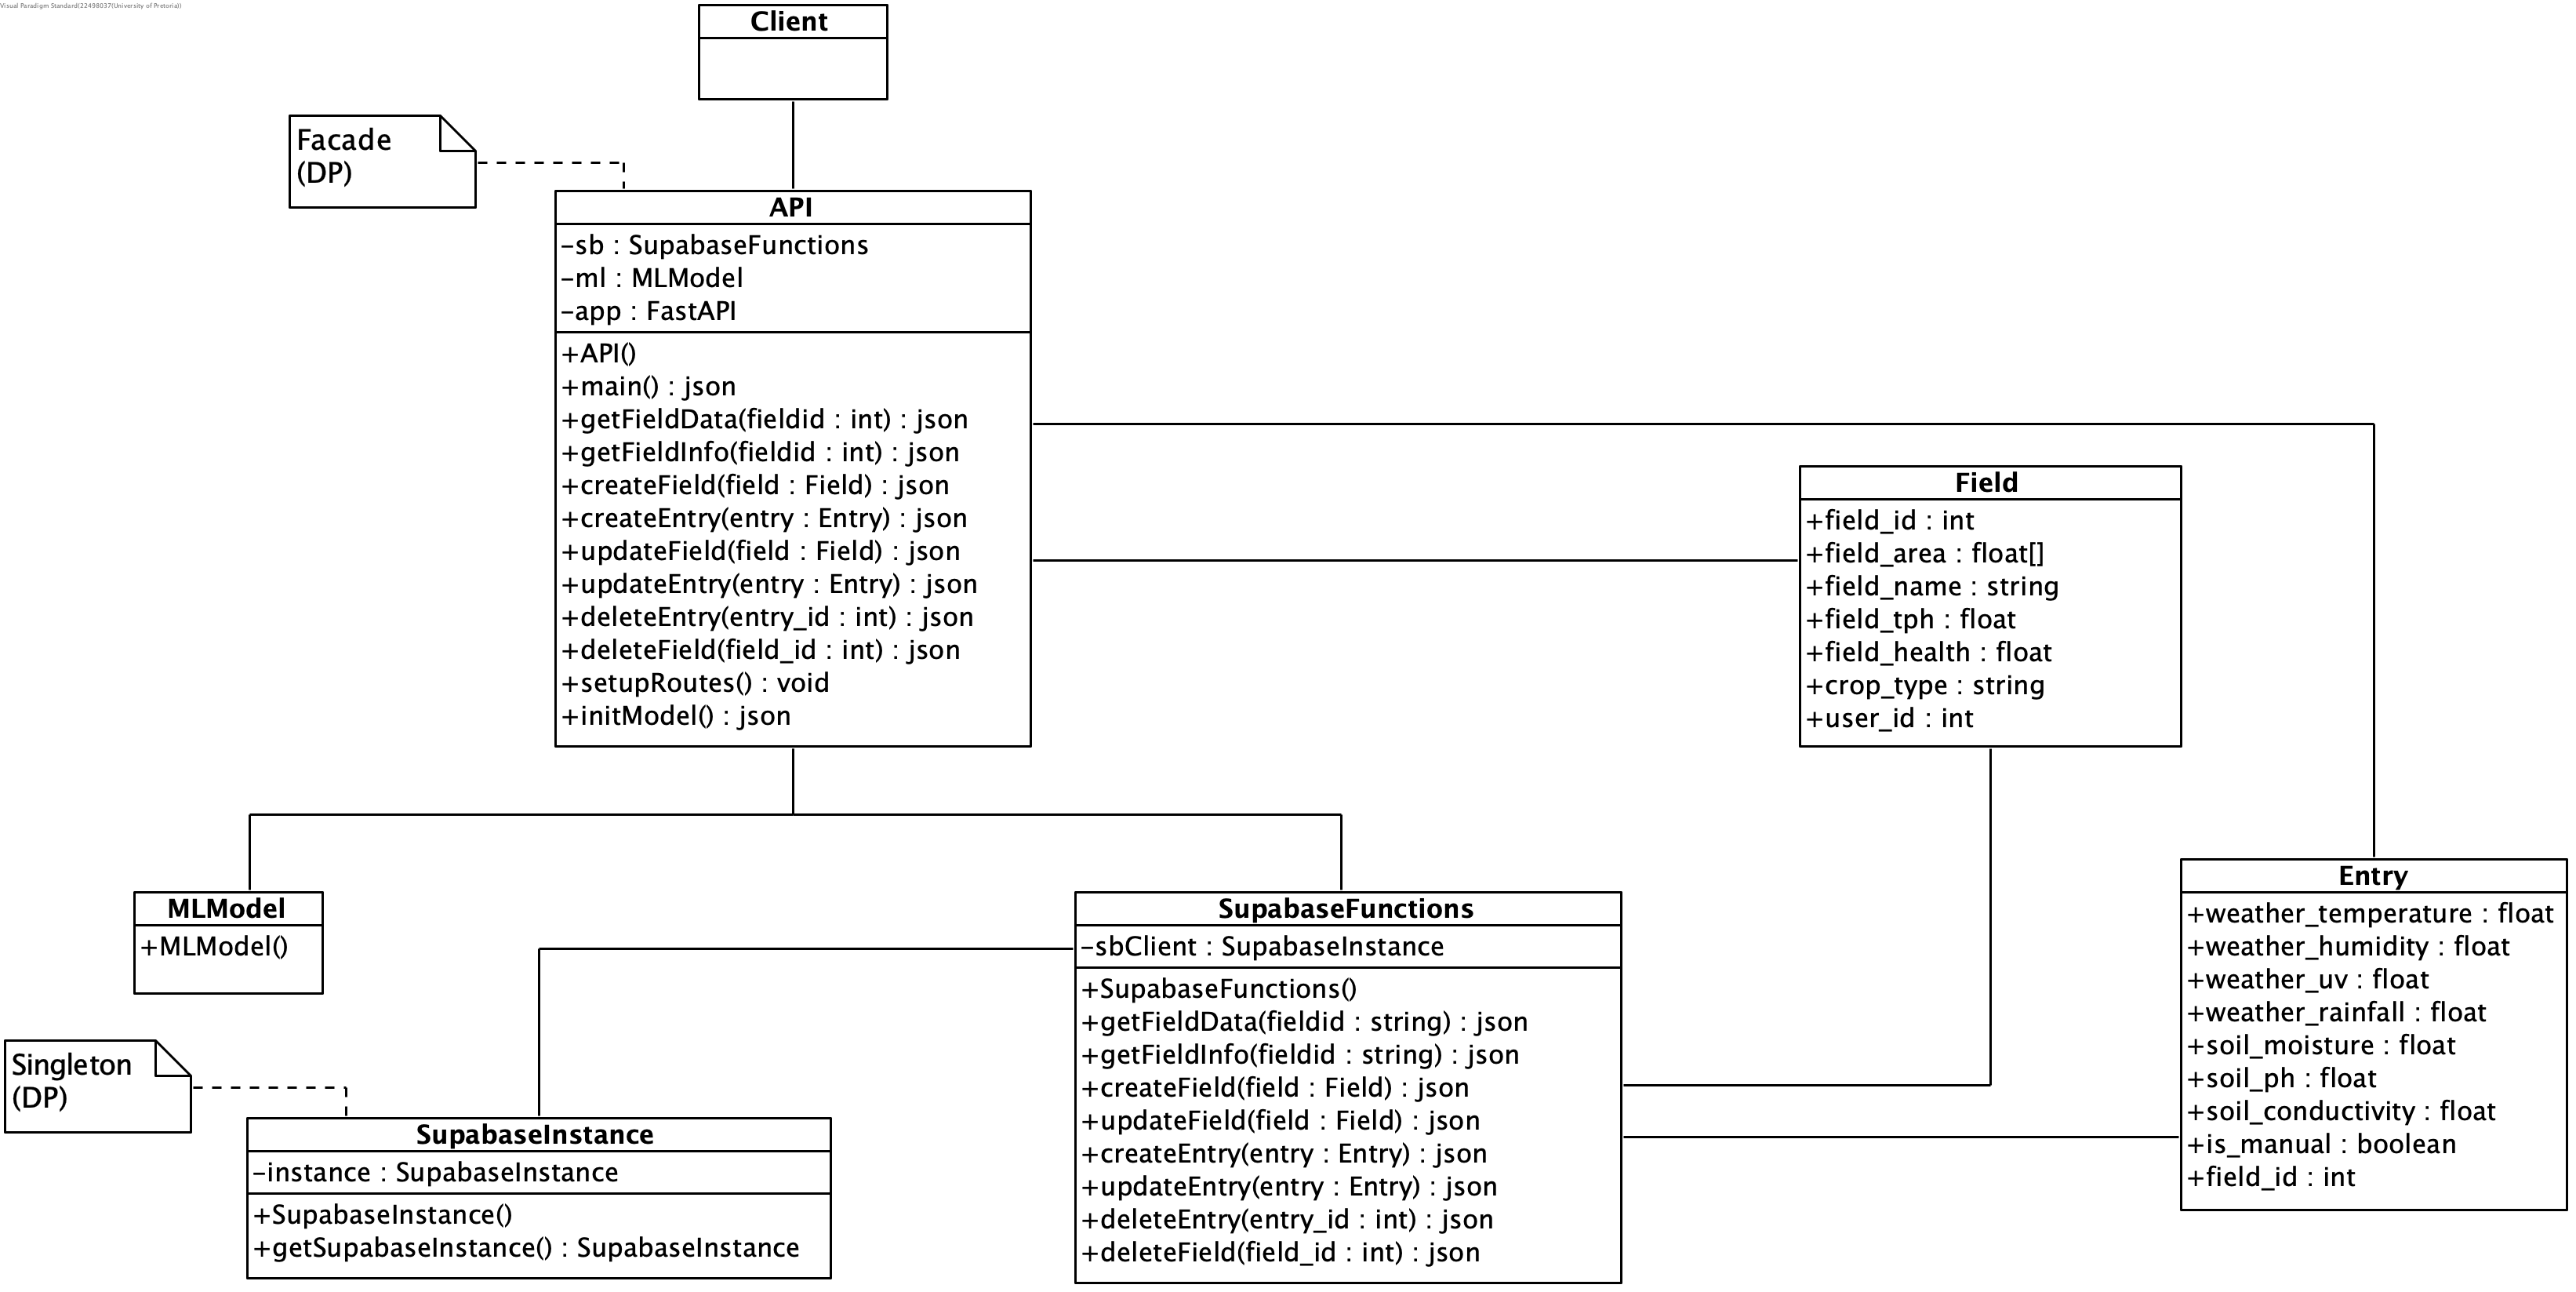 Visual Paradigm Standard(22498037(University of Pretoria))
Client
Facade
(DP)
API
-sb : SupabaseFunctions
-ml : MLModel
-app : FastAPI
+API()
+main() : json
+getFieldData(fieldid : int) : json
+getFieldInfo(fieldid : int) : json
+createField(field : Field) : json
+createEntry(entry : Entry) : json
+updateField(field : Field) : json
+updateEntry(entry : Entry) : json
+deleteEntry(entry_id : int) : json
+deleteField(field_id : int) : json
+setupRoutes() : void
+initModel() : json
Field
+field_id : int
+field_area : float[]
+field_name : string
+field_tph : float
+field_health : float
+crop_type : string
+user_id : int
MLModel
+MLModel()
SupabaseFunctions
-sbClient : SupabaseInstance
+SupabaseFunctions()
+getFieldData(fieldid : string) : json
+getFieldInfo(fieldid : string) : json
+createField(field : Field) : json
+updateField(field : Field) : json
+createEntry(entry : Entry) : json
+updateEntry(entry : Entry) : json
+deleteEntry(entry_id : int) : json
+deleteField(field_id : int) : json
Entry
+weather_temperature : float
+weather_humidity : float
+weather_uv : float
+weather_rainfall : float
+soil_moisture : float
+soil_ph : float
+soil_conductivity : float
+is_manual : boolean
+field_id : int
Singleton
(DP)
SupabaseInstance
-instance : SupabaseInstance
+SupabaseInstance()
+getSupabaseInstance() : SupabaseInstance